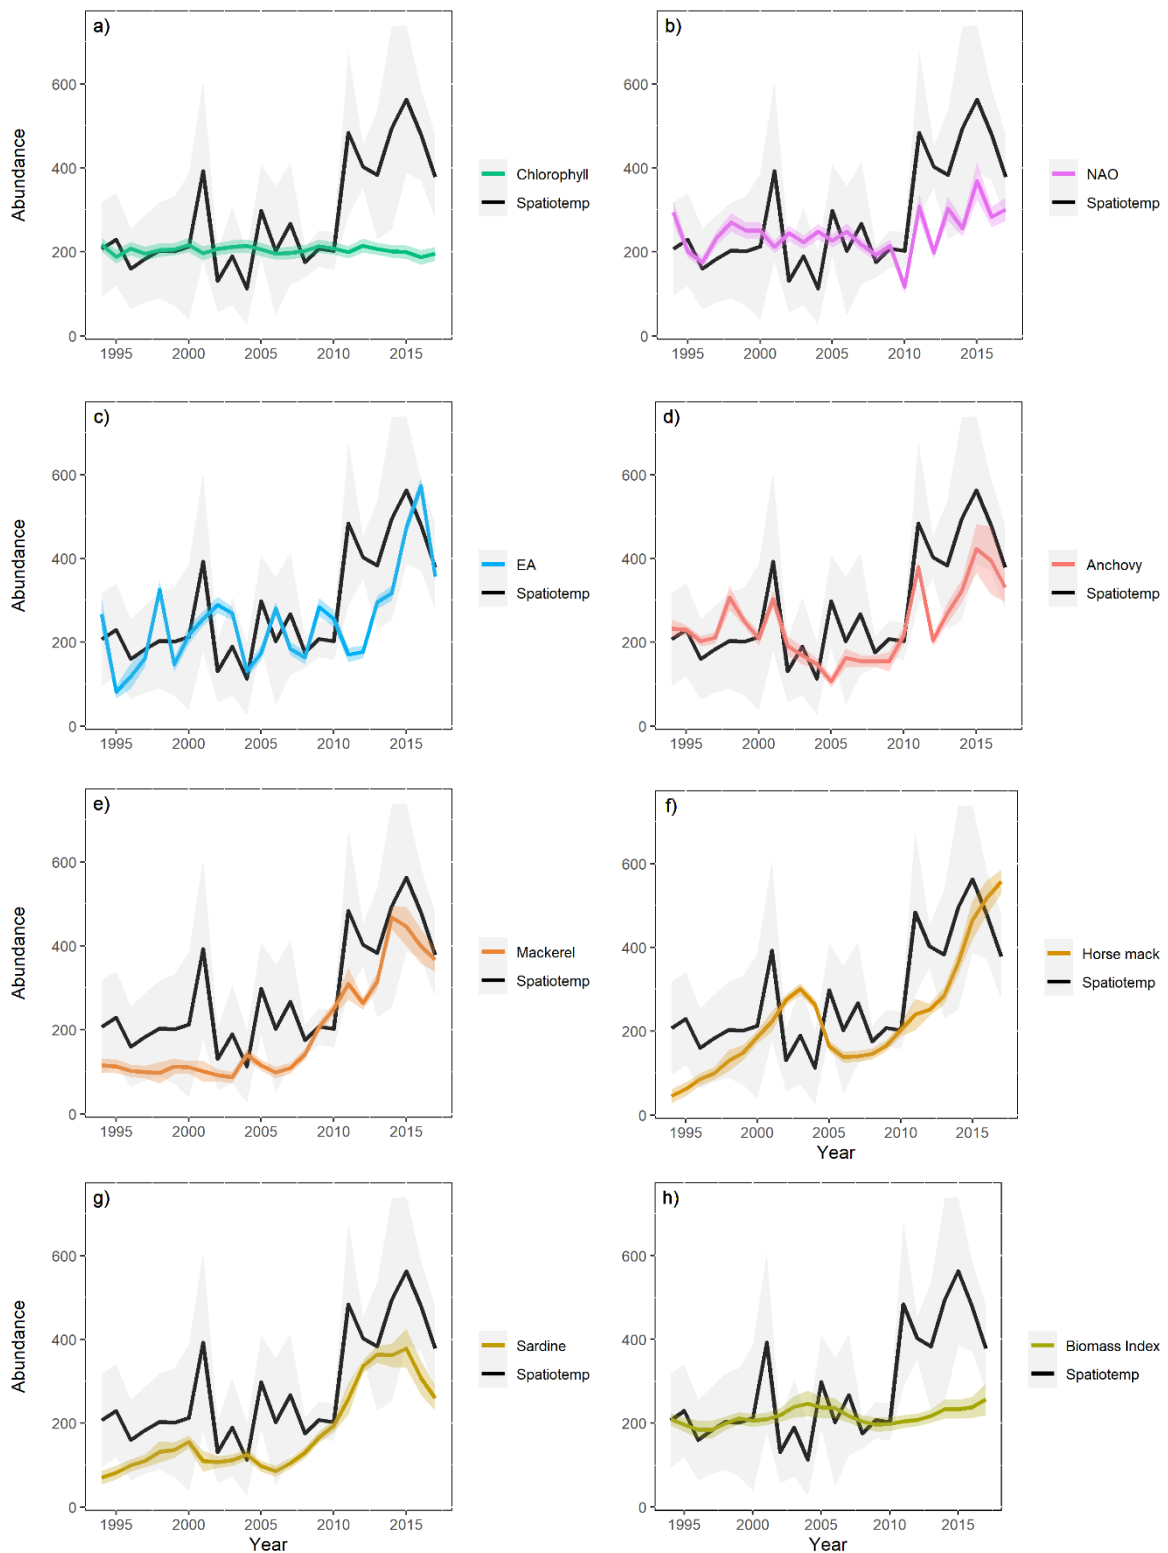 a)
Abundance
600
400
200
0
1995 2000 2005 2010 2015
Chlorophyll
Spatiotemp
b)
600
400
200
0
1995 2000 2005 2010 2015
NAO
Spatiotemp
c)
Abundance
600
400
200
0
1995 2000 2005 2010 2015
EA
Spatiotemp
d)
600
400
200
0
1995 2000 2005 2010 2015
Anchovy
Spatiotemp
e)
Abundance
600
400
200
0
1995 2000 2005 2010 2015
Mackerel
Spatiotemp
f)
600
400
200
0
1995 2000 2005 2010 2015
Year
Horse mack
Spatiotemp
g)
Abundance
600
400
200
0
1995 2000 2005 2010 2015
Year
Sardine
Spatiotemp
h)
600
400
200
0
1995 2000 2005 2010 2015
Year
Biomass Index
Spatiotemp